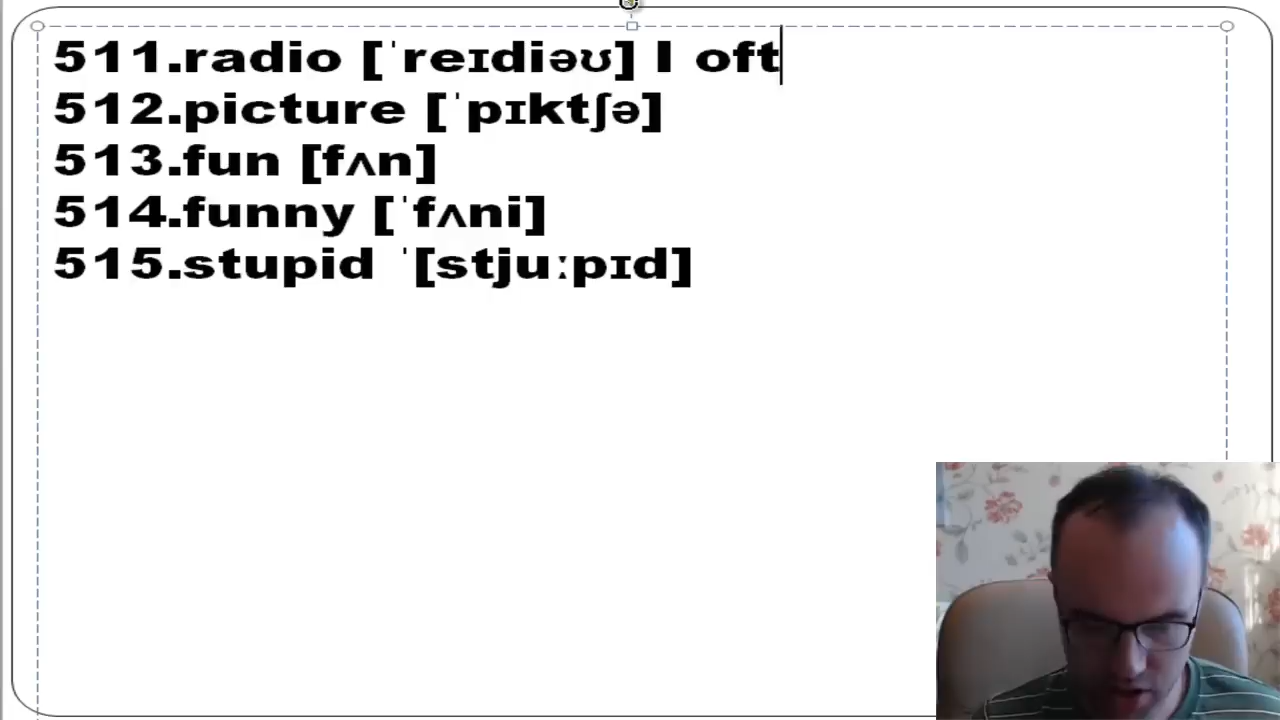 511.radio [ˈreɪdiəʊ] I oft
512.picture [ˈpɪktʃə]
513.fun [fʌn]
514.funny [ˈfʌni]
515.stupid ˈ[stjuːpɪd]